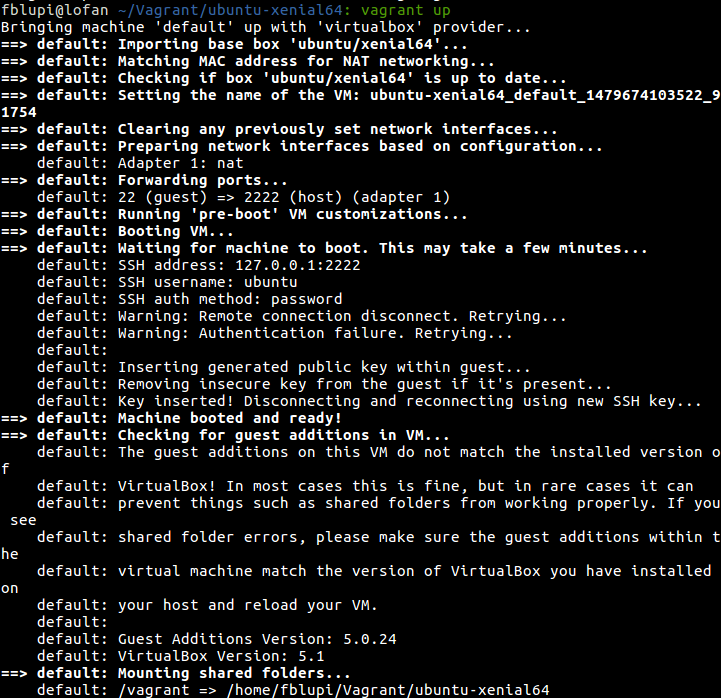 fblupi@lofan ~/Vagrant/ubuntu-xenial64: vagrant up
Bringing machine 'default' up with 'virtualbox' provider...
==> default: Importing base box 'ubuntu/xenial64'...
==> default: Matching MAC address for NAT networking...
==> default: Checking if box 'ubuntu/xenial64' is up to date...
==> default: Setting the name of the VM: ubuntu-xenial64_default_1479674103522_9
1754
==> default: Clearing any previously set network interfaces...
==> default: Preparing network interfaces based on configuration...
    default: Adapter 1: nat
==> default: Forwarding ports...
    default: 22 (guest) => 2222 (host) (adapter 1)
==> default: Running 'pre-boot' VM customizations...
==> default: Booting VM...
==> default: Waiting for machine to boot. This may take a few minutes...
    default: SSH address: 127.0.0.1:2222
    default: SSH username: ubuntu
    default: SSH auth method: password
    default: Warning: Remote connection disconnect. Retrying...
    default: Warning: Authentication failure. Retrying...
    default:
    default: Inserting generated public key within guest...
    default: Removing insecure key from the guest if it's present...
    default: Key inserted! Disconnecting and reconnecting using new SSH key...
==> default: Machine booted and ready!
==> default: Checking for guest additions in VM...
    default: The guest additions on this VM do not match the installed version o
f
    default: VirtualBox! In most cases this is fine, but in rare cases it can
    default: prevent things such as shared folders from working properly. If you
 see
    default: shared folder errors, please make sure the guest additions within t
he
    default: virtual machine match the version of VirtualBox you have installed
on
    default: your host and reload your VM.
    default:
    default: Guest Additions Version: 5.0.24
    default: VirtualBox Version: 5.1
==> default: Mounting shared folders...
    default: /vagrant => /home/fblupi/Vagrant/ubuntu-xenial64